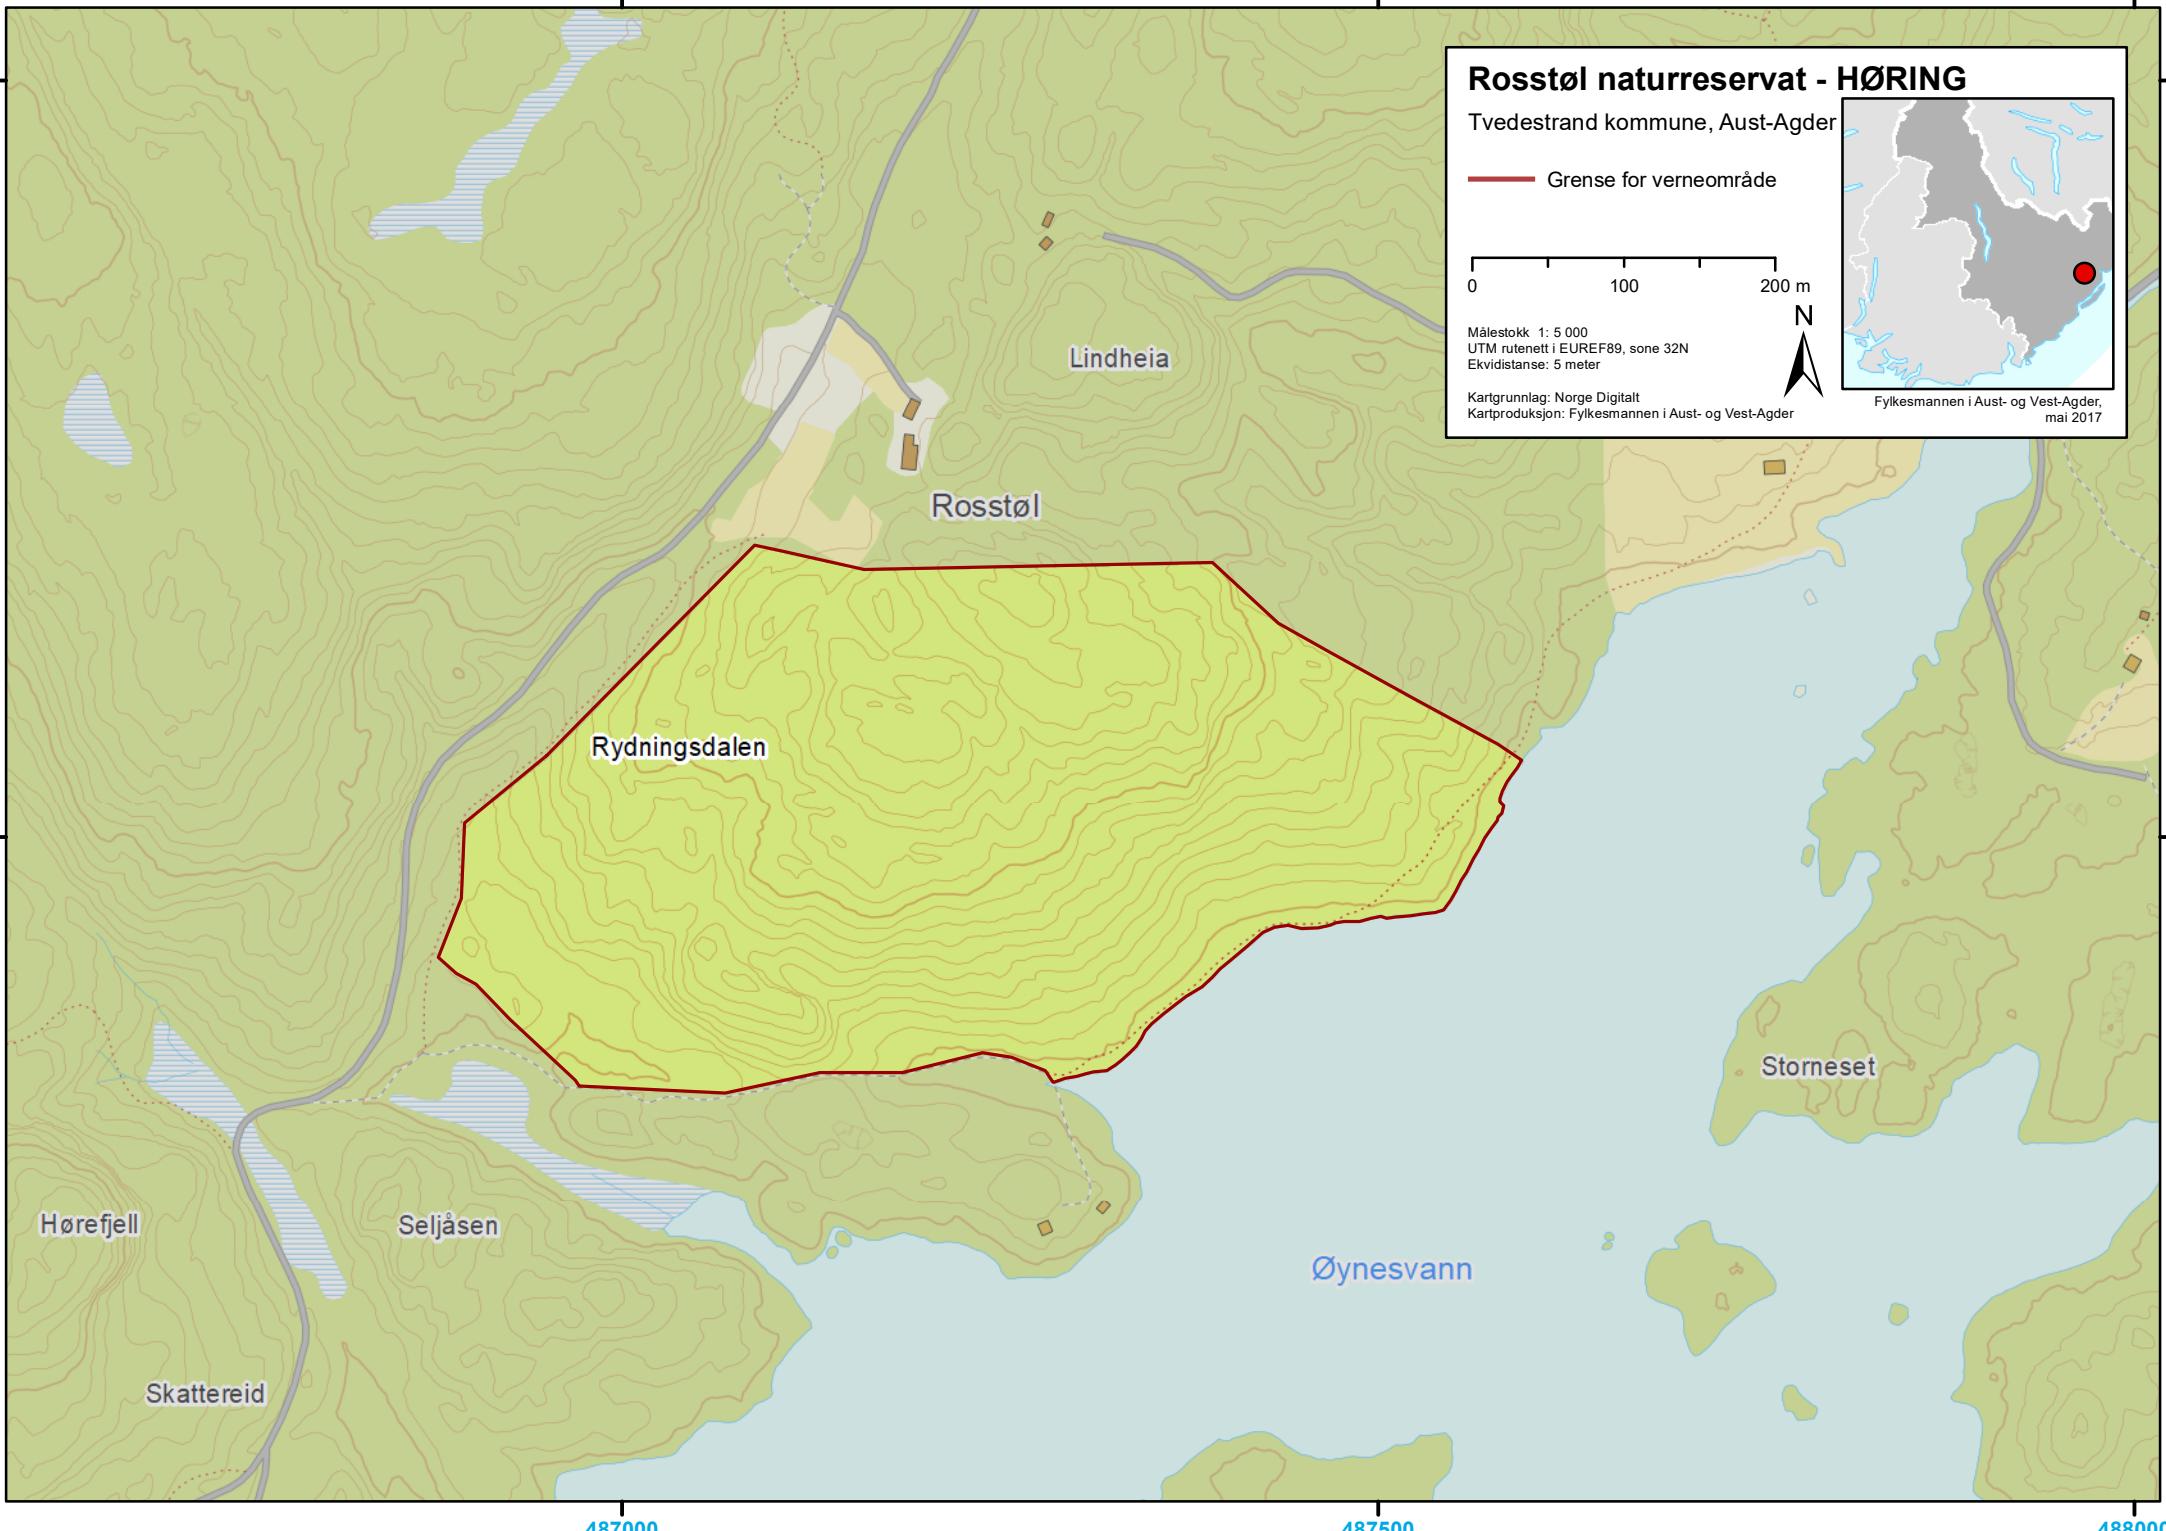 Rosstøl naturreservat - HØRING
Tvedestrand kommune, Aust-Agder
Grense for verneområde
0 100 200 m
N
Målestokk 1: 5 000
UTM rutenett i EUREF89, sone 32N
Ekvidistanse: 5 meter
Kartgrunnlag: Norge Digitalt
Kartproduksjon: Fylkesmannen i Aust- og Vest-Agder
Fylkesmannen i Aust- og Vest-Agder,
mai 2017
Lindheia
Rosstøl
Rydningsdalen
Storneset
Hørefjell
Seljåsen
Øynesvann
Skattereid
487000 487500 488000